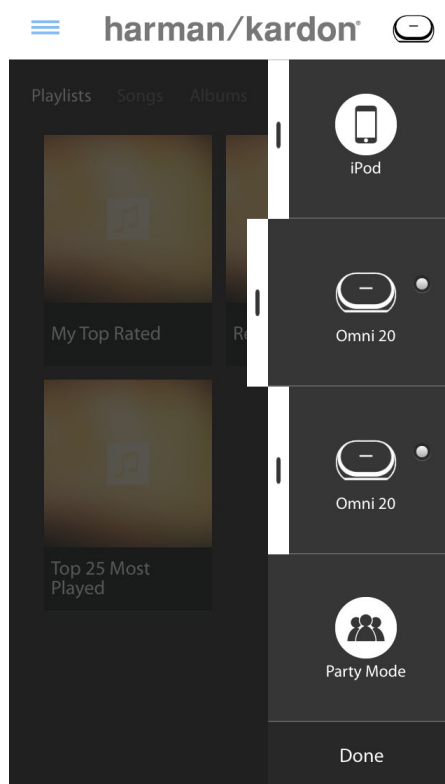 harman/kardon®
Playlists Songs Albums
iPod
My Top Rated
Re
Omni 20
Omni 20
Top 25 Most
Played
Party Mode
Done